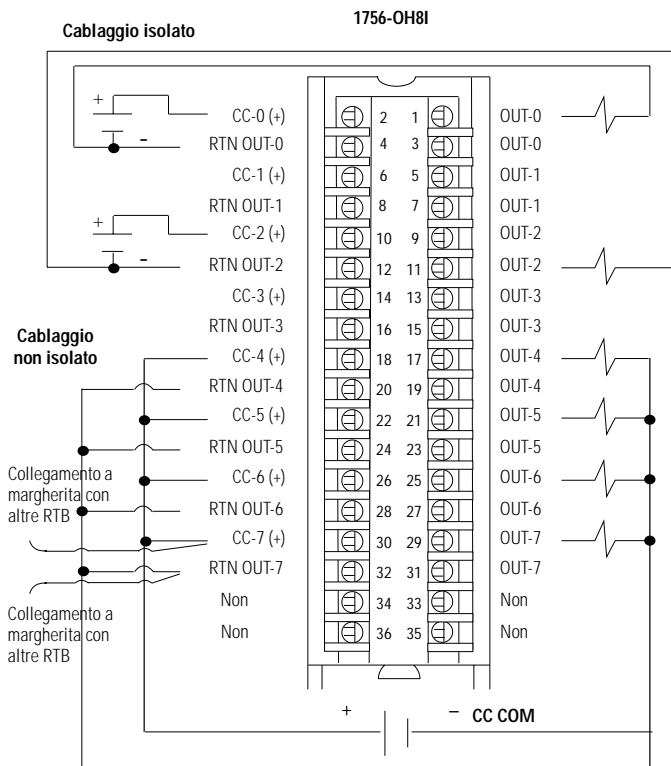 1756-OH8I
Cablaggio isolato
+
CC-0 (+) 2 1 OUT-0
-
RTN OUT-0 4 3 OUT-0
CC-1 (+) 6 5 OUT-1
RTN OUT-1 8 7 OUT-1
+
CC-2 (+) 10 9 OUT-2
-
RTN OUT-2 12 11 OUT-2
CC-3 (+) 14 13 OUT-3
Cablaggio
non isolato
RTN OUT-3 16 15 OUT-3
CC-4 (+) 18 17 OUT-4
RTN OUT-4 20 19 OUT-4
CC-5 (+) 22 21 OUT-5
RTN OUT-5 24 23 OUT-5
Collegamento a
margherita con
altre RTB
CC-6 (+) 26 25 OUT-6
RTN OUT-6 28 27 OUT-6
CC-7 (+) 30 29 OUT-7
RTN OUT-7 32 31 OUT-7
Collegamento a
margherita con
altre RTB
Non 34 33 Non
Non 36 35 Non
+ - CC COM